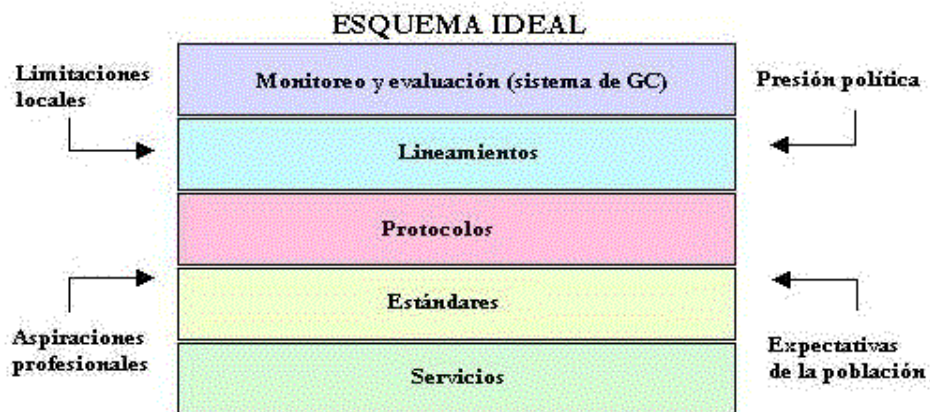 ESQUEMA IDEAL
Limitaciones
locales
Monitoreo y evaluación (sistema de GC)
Presión política
Lineamientos
Protocolos
Estándares
Aspiraciones
profesionales
Expectativas
de la población
Servicios